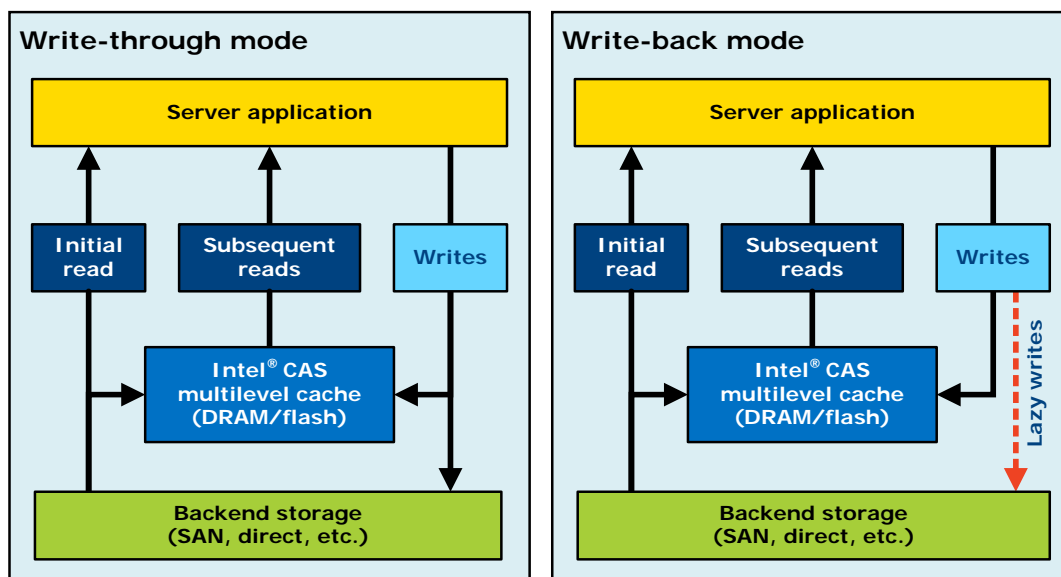 Write-through mode
Server application
Initial
read
Subsequent
reads
Writes
Intel® CAS
multilevel cache
(DRAM/flash)
Backend storage
(SAN, direct, etc.)
Write-back mode
Server application
Initial
read
Subsequent
reads
Writes
Lazy writes
Intel® CAS
multilevel cache
(DRAM/flash)
Backend storage
(SAN, direct, etc.)